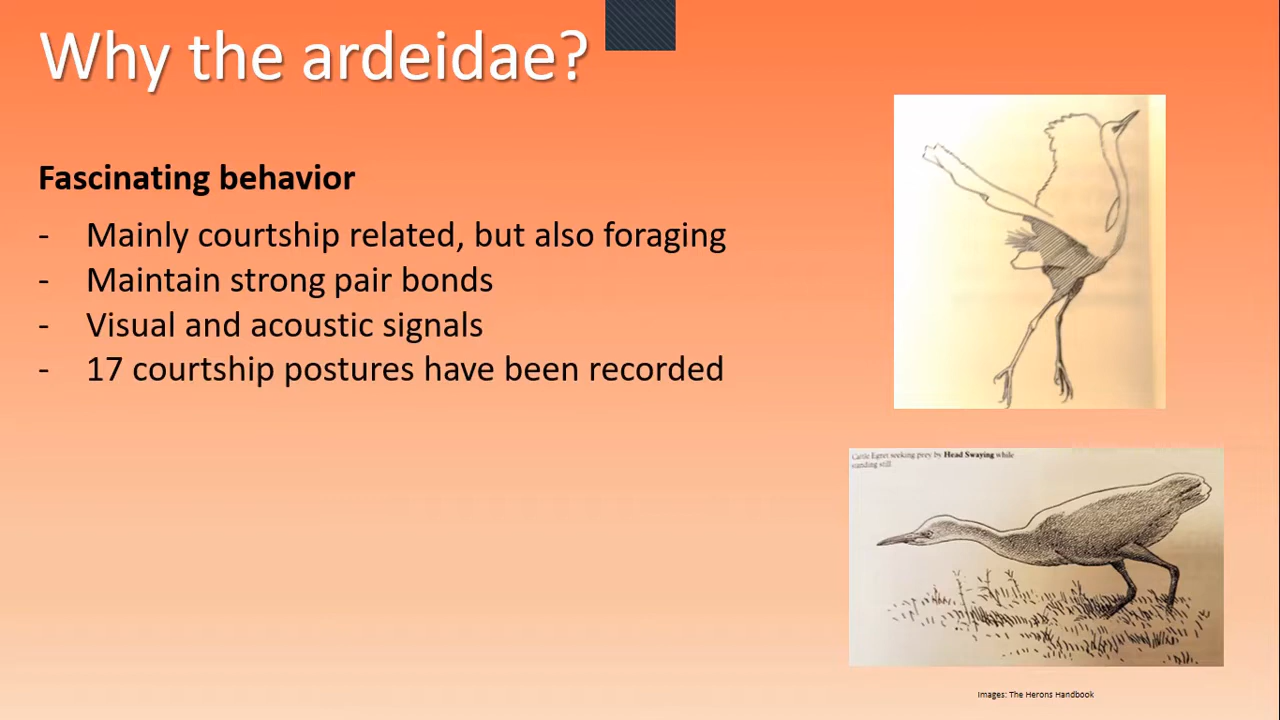 Why the ardeidae?
Fascinating behavior
- Mainly courtship related, but also foraging
- Maintain strong pair bonds
- Visual and acoustic signals
- 17 courtship postures have been recorded
Cattle Egret seeking prey by Head Swaying while
standing still
Images: The Herons Handbook